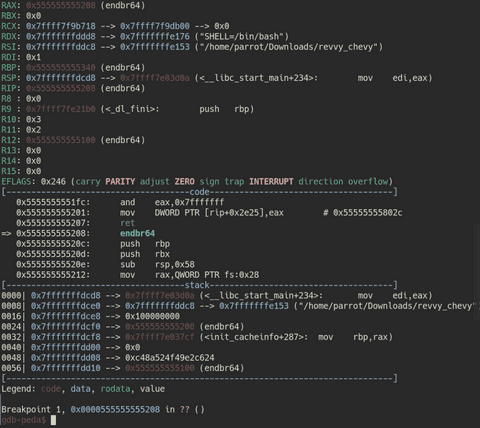 RAX: 0x555555555208 (endbr64)
RBX: 0x0
RCX: 0x7ffff7f9b718 --> 0x7ffff7f9db00 --> 0x0
RDX: 0x7fffffffddd8 --> 0x7fffffffe176 ("SHELL=/bin/bash")
RSI: 0x7fffffffddc8 --> 0x7fffffffe153 ("/home/parrot/Downloads/revvy_chevy")
RDI: 0x1
RBP: 0x555555555340 (endbr64)
RSP: 0x7fffffffdcd8 --> 0x7ffff7e03d0a (<__libc_start_main+234>: mov edi,eax)
RIP: 0x555555555208 (endbr64)
R8 : 0x0
R9 : 0x7ffff7fe21b0 (<_dl_fini>: push rbp)
R10: 0x3
R11: 0x2
R12: 0x555555555100 (endbr64)
R13: 0x0
R14: 0x0
R15: 0x0
EFLAGS: 0x246 (carry PARITY adjust ZERO sign trap INTERRUPT direction overflow)
[-------------------------------------code-------------------------------------]
0x5555555551fc: and eax,0x7fffffff
0x555555555201: mov DWORD PTR [rip+0x2e25],eax # 0x55555555802c
0x555555555207: ret
=> 0x555555555208: endbr64
0x55555555520c: push rbp
0x55555555520d: push rbx
0x55555555520e: sub rsp,0x58
0x555555555212: mov rax,QWORD PTR fs:0x28
[------------------------------------stack-------------------------------------]
0000| 0x7fffffffdcd8 --> 0x7ffff7e03d0a (<__libc_start_main+234>: mov edi,eax)
0008| 0x7fffffffdce0 --> 0x7fffffffddc8 --> 0x7fffffffe153 ("/home/parrot/Downloads/revvy_chevy")
0016| 0x7fffffffdce8 --> 0x100000000
0024| 0x7fffffffdcf0 --> 0x555555555208 (endbr64)
0032| 0x7fffffffdcf8 --> 0x7ffff7e037cf (<init_cacheinfo+287>: mov rbp,rax)
0040| 0x7fffffffdd00 --> 0x0
0048| 0x7fffffffdd08 --> 0xc48a524f49e2c624
0056| 0x7fffffffdd10 --> 0x555555555100 (endbr64)
[------------------------------------------------------------------------------]
Legend: code, data, rodata, value

Breakpoint 1, 0x0000555555555208 in ?? ()
gdb-peda$